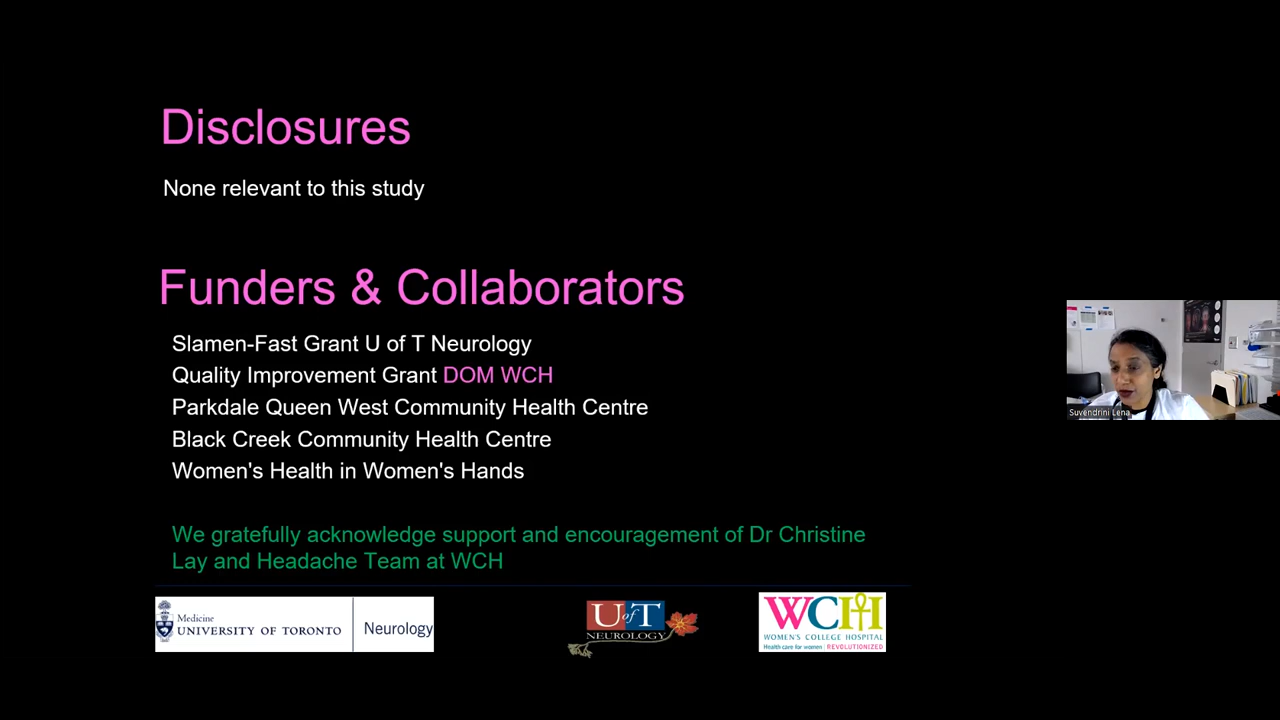 Disclosures
None relevant to this study
Funders & Collaborators
Slamen-Fast Grant U of T Neurology
Quality Improvement Grant DOM WCH
Parkdale Queen West Community Health Centre
Black Creek Community Health Centre
Women's Health in Women's Hands
We gratefully acknowledge support and encouragement of Dr Christine
Lay and Headache Team at WCH
Medicine
UNIVERSITY OF TORONTO
Neurology
U of T
NEUROLOGY
WCH
WOMEN'S COLLEGE HOSPITAL
Health care for women | REVOLUTIONIZED
Suvendrini Lena